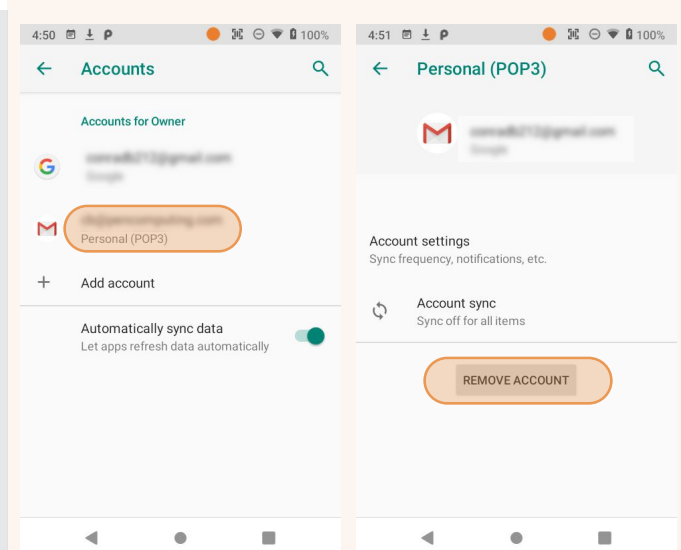 4:50 100%
Accounts
Accounts for Owner
Personal (POP3)
Add account
Automatically sync data
Let apps refresh data automatically
4:51 100%
Personal (POP3)
Account settings
Sync frequency, notifications, etc.
Account sync
Sync off for all items
REMOVE ACCOUNT